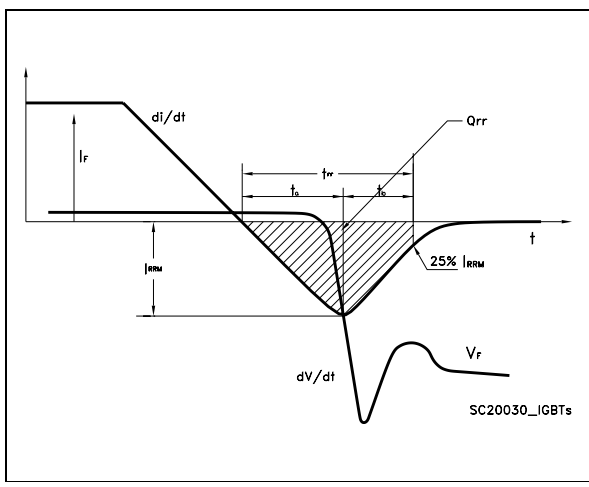 di/dt
Qrr
IF
trr
ta
tb
t
IRRM
25% IRRM
dV/dt
VF
SC20030_IGBTs